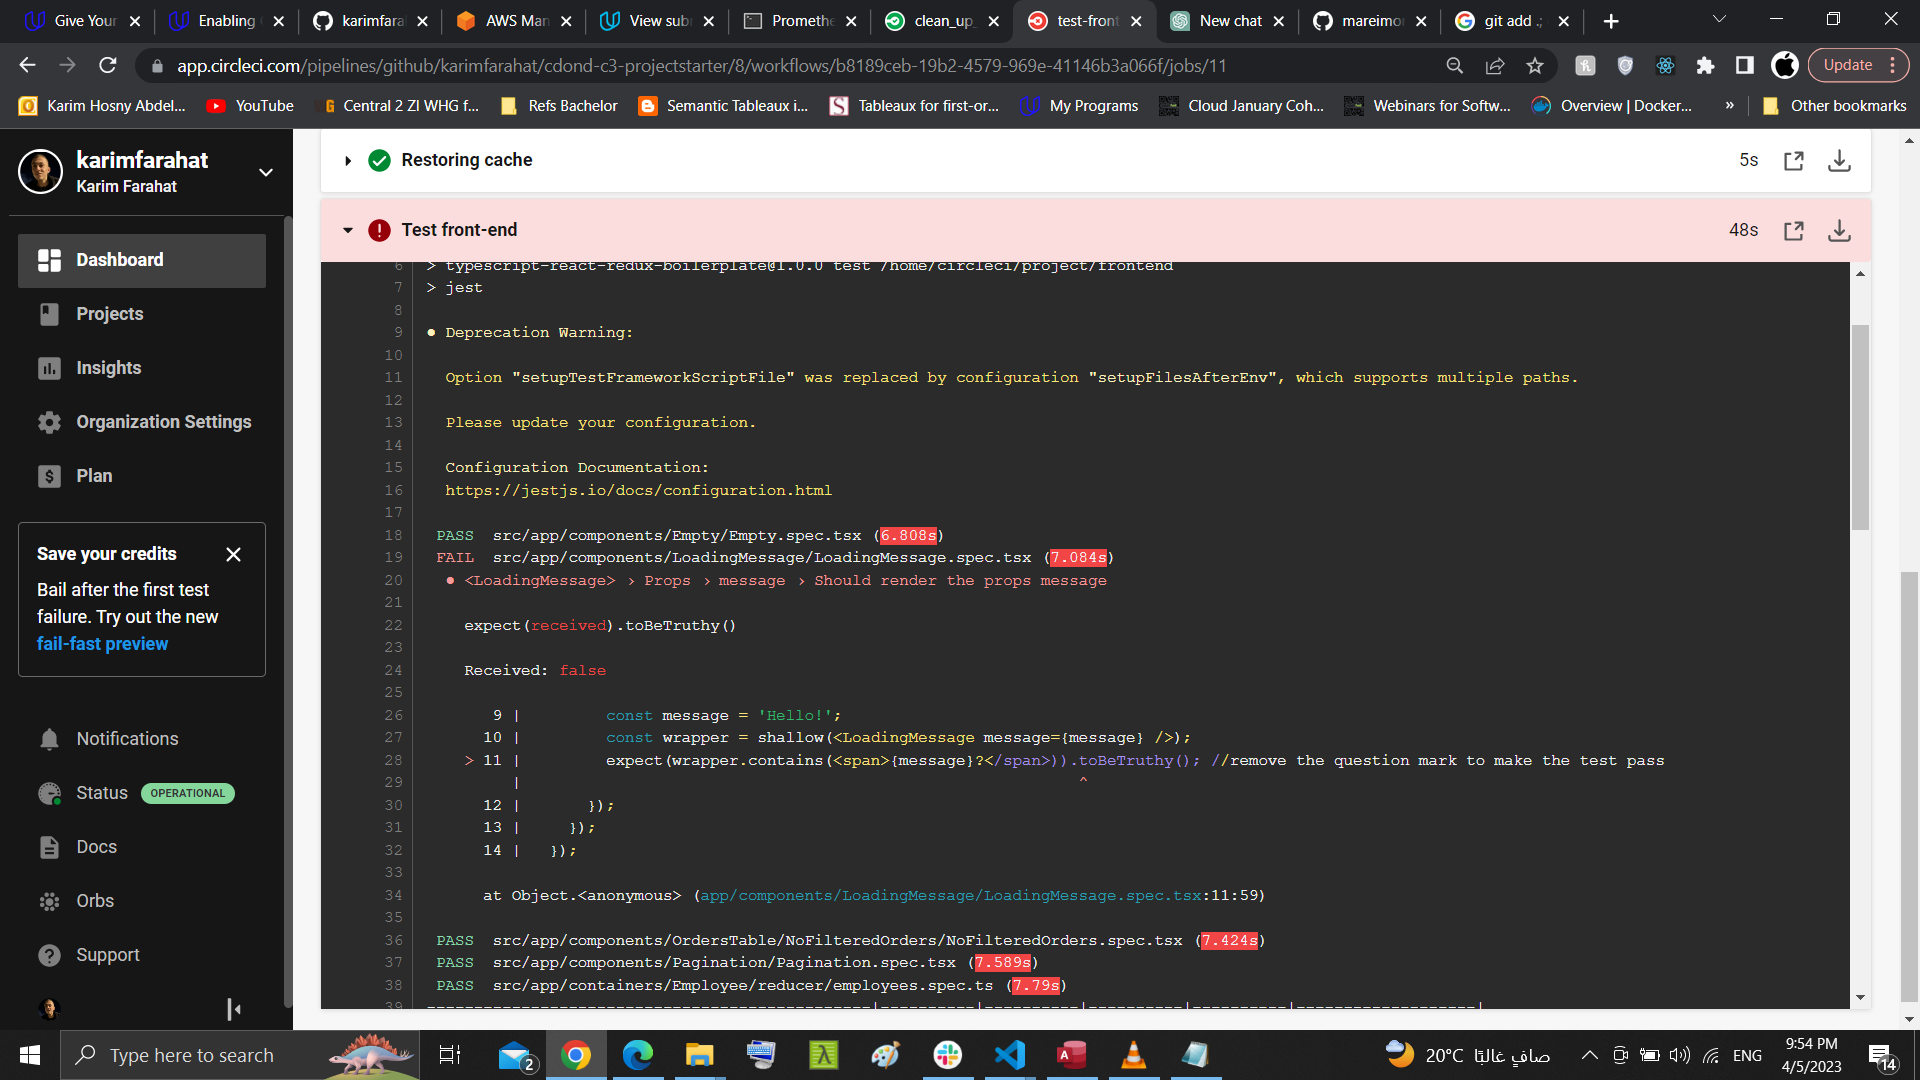 Give Your
Enabling
karimfara
AWS Man
View sub
Promethe
clean_up_
test-front
New chat
mareimor
git add .;
app.circleci.com/pipelines/github/karimfarahat/cdond-c3-projectstarter/8/workflows/b8189ceb-19b2-4579-969e-41146b3a066f/jobs/11
Update
Karim Hosny Abdel...
YouTube
Central 2 ZI WHG f...
Refs Bachelor
Semantic Tableaux i...
Tableaux for first-or...
My Programs
Cloud January Coh...
Webinars for Softw...
Overview | Docker...
»
Other bookmarks
karimfarahat
Karim Farahat
Dashboard
Projects
Insights
Organization Settings
Plan
Save your credits
Bail after the first test
failure. Try out the new
fail-fast preview
Notifications
Status OPERATIONAL
Docs
Orbs
Support
Restoring cache 5s
Test front-end 48s
6 > typescript-react-redux-boilerplate@1.0.0 test /home/circleci/project/frontend
7 > jest
8
9 ● Deprecation Warning:
10
11 Option "setupTestFrameworkScriptFile" was replaced by configuration "setupFilesAfterEnv", which supports multiple paths.
12
13 Please update your configuration.
14
15 Configuration Documentation:
16 https://jestjs.io/docs/configuration.html
17
18 PASS src/app/components/Empty/Empty.spec.tsx (6.808s)
19 FAIL src/app/components/LoadingMessage/LoadingMessage.spec.tsx (7.084s)
20 ● <LoadingMessage> › Props › message › Should render the props message
21
22 expect(received).toBeTruthy()
23
24 Received: false
25
26 9 | const message = 'Hello!';
27 10 | const wrapper = shallow(<LoadingMessage message={message} />);
28 > 11 | expect(wrapper.contains(<span>{message}?</span>)).toBeTruthy(); //remove the question mark to make the test pass
29 | ^
30 12 | });
31 13 | });
32 14 | });
33
34 at Object.<anonymous> (app/components/LoadingMessage/LoadingMessage.spec.tsx:11:59)
35
36 PASS src/app/components/OrdersTable/NoFilteredOrders/NoFilteredOrders.spec.tsx (7.424s)
37 PASS src/app/components/Pagination/Pagination.spec.tsx (7.589s)
38 PASS src/app/containers/Employee/reducer/employees.spec.ts (7.79s)
39
Type here to search
2
20°C صافٍ غالبًا
ENG
9:54 PM
4/5/2023
14